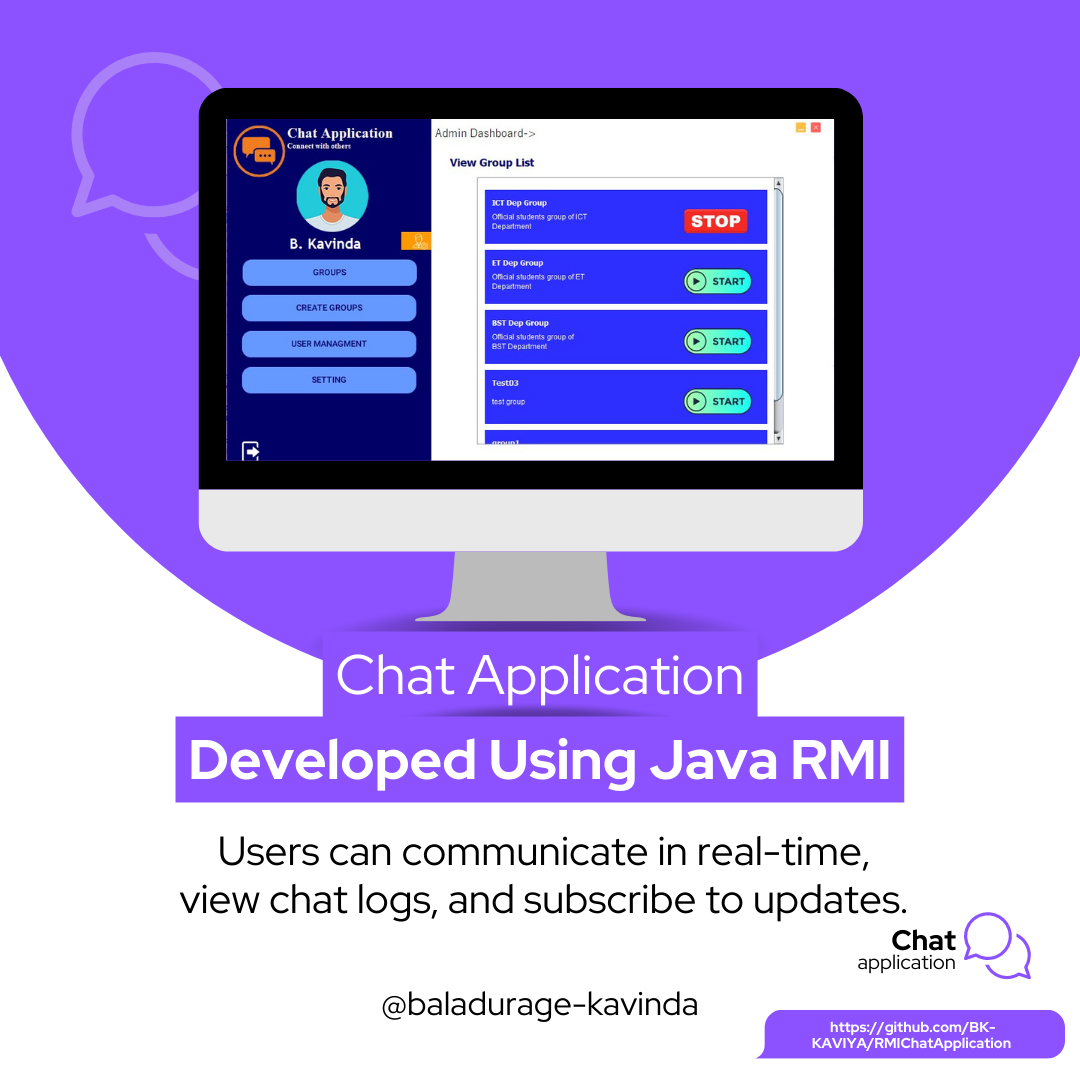 Chat Application
Connect with others
B. Kavinda
GROUPS
CREATE GROUPS
USER MANAGMENT
SETTING
Admin Dashboard->
View Group List
ICT Dep Group
Official students group of ICT
Department
STOP
ET Dep Group
Official students group of ET
Department
START
BST Dep Group
Official students group of
BST Department
START
Test03
test group
START
group1
Chat Application
Developed Using Java RMI
Users can communicate in real-time,
view chat logs, and subscribe to updates.
Chat
application
@baladurage-kavinda
https://github.com/BK-
KAVIYA/RMIChatApplication